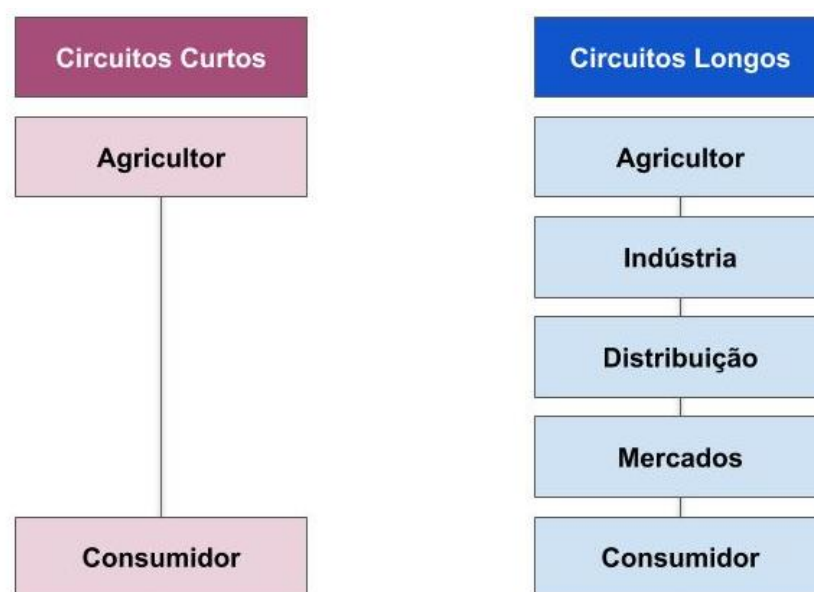 Circuitos Curtos
Agricultor
Consumidor
Circuitos Longos
Agricultor
Indústria
Distribuição
Mercados
Consumidor